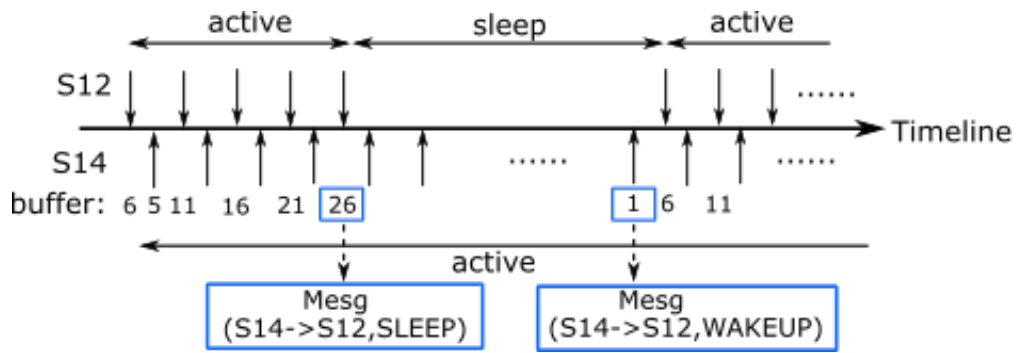 active sleep active
S12 ......
Timeline
S14 ...... ......
buffer: 6 5 11 16 21 26 1 6 11
active
Mesg Mesg
(S14->S12,SLEEP) (S14->S12,WAKEUP)